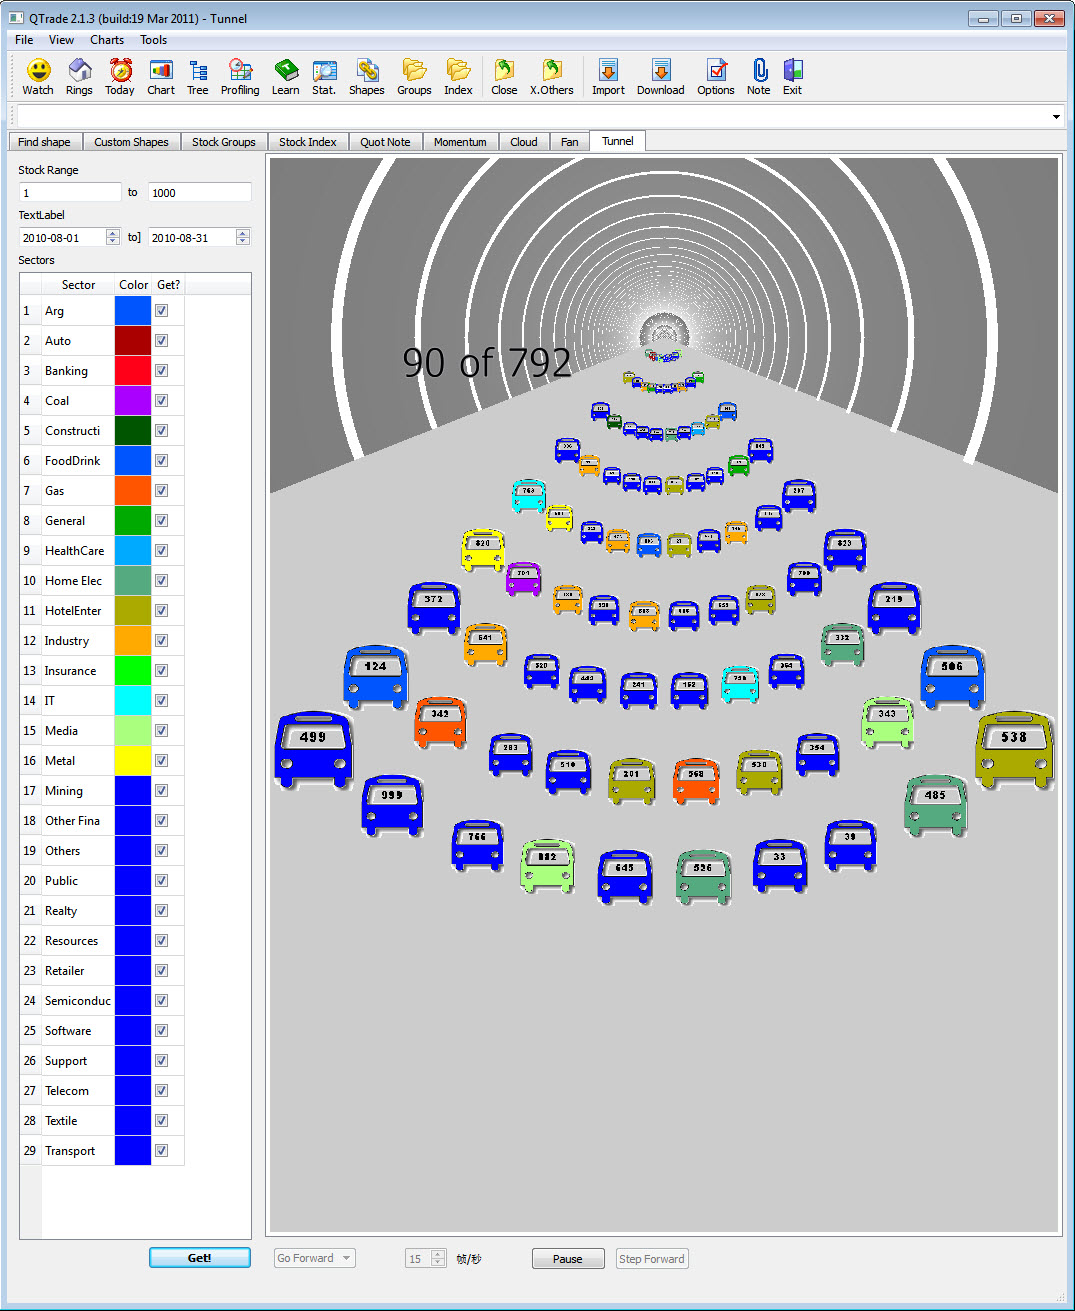 QTrade 2.1.3 (build:19 Mar 2011) - Tunnel
File View Charts Tools
Watch Rings Today Chart Tree Profiling Learn Stat. Shapes Groups Index Close X.Others Import Download Options Note Exit
Find shape Custom Shapes Stock Groups Stock Index Quot Note Momentum Cloud Fan Tunnel
Stock Range
1 to 1000
TextLabel
2010-08-01 to] 2010-08-31
Sectors
Sector Color Get?
1 Arg
2 Auto
3 Banking
4 Coal
5 Constructi
6 FoodDrink
7 Gas
8 General
9 HealthCare
10 Home Elec
11 HotelEnter
12 Industry
13 Insurance
14 IT
15 Media
16 Metal
17 Mining
18 Other Fina
19 Others
20 Public
21 Realty
22 Resources
23 Retailer
24 Semiconduc
25 Software
26 Support
27 Telecom
28 Textile
29 Transport
90 of 792
820 823
372 219
641 332
124 506
342 343
499 538
283 510 201 568 530 354
999 485
766 39
882 33
645 526
Get! Go Forward 15 帧/秒 Pause Step Forward